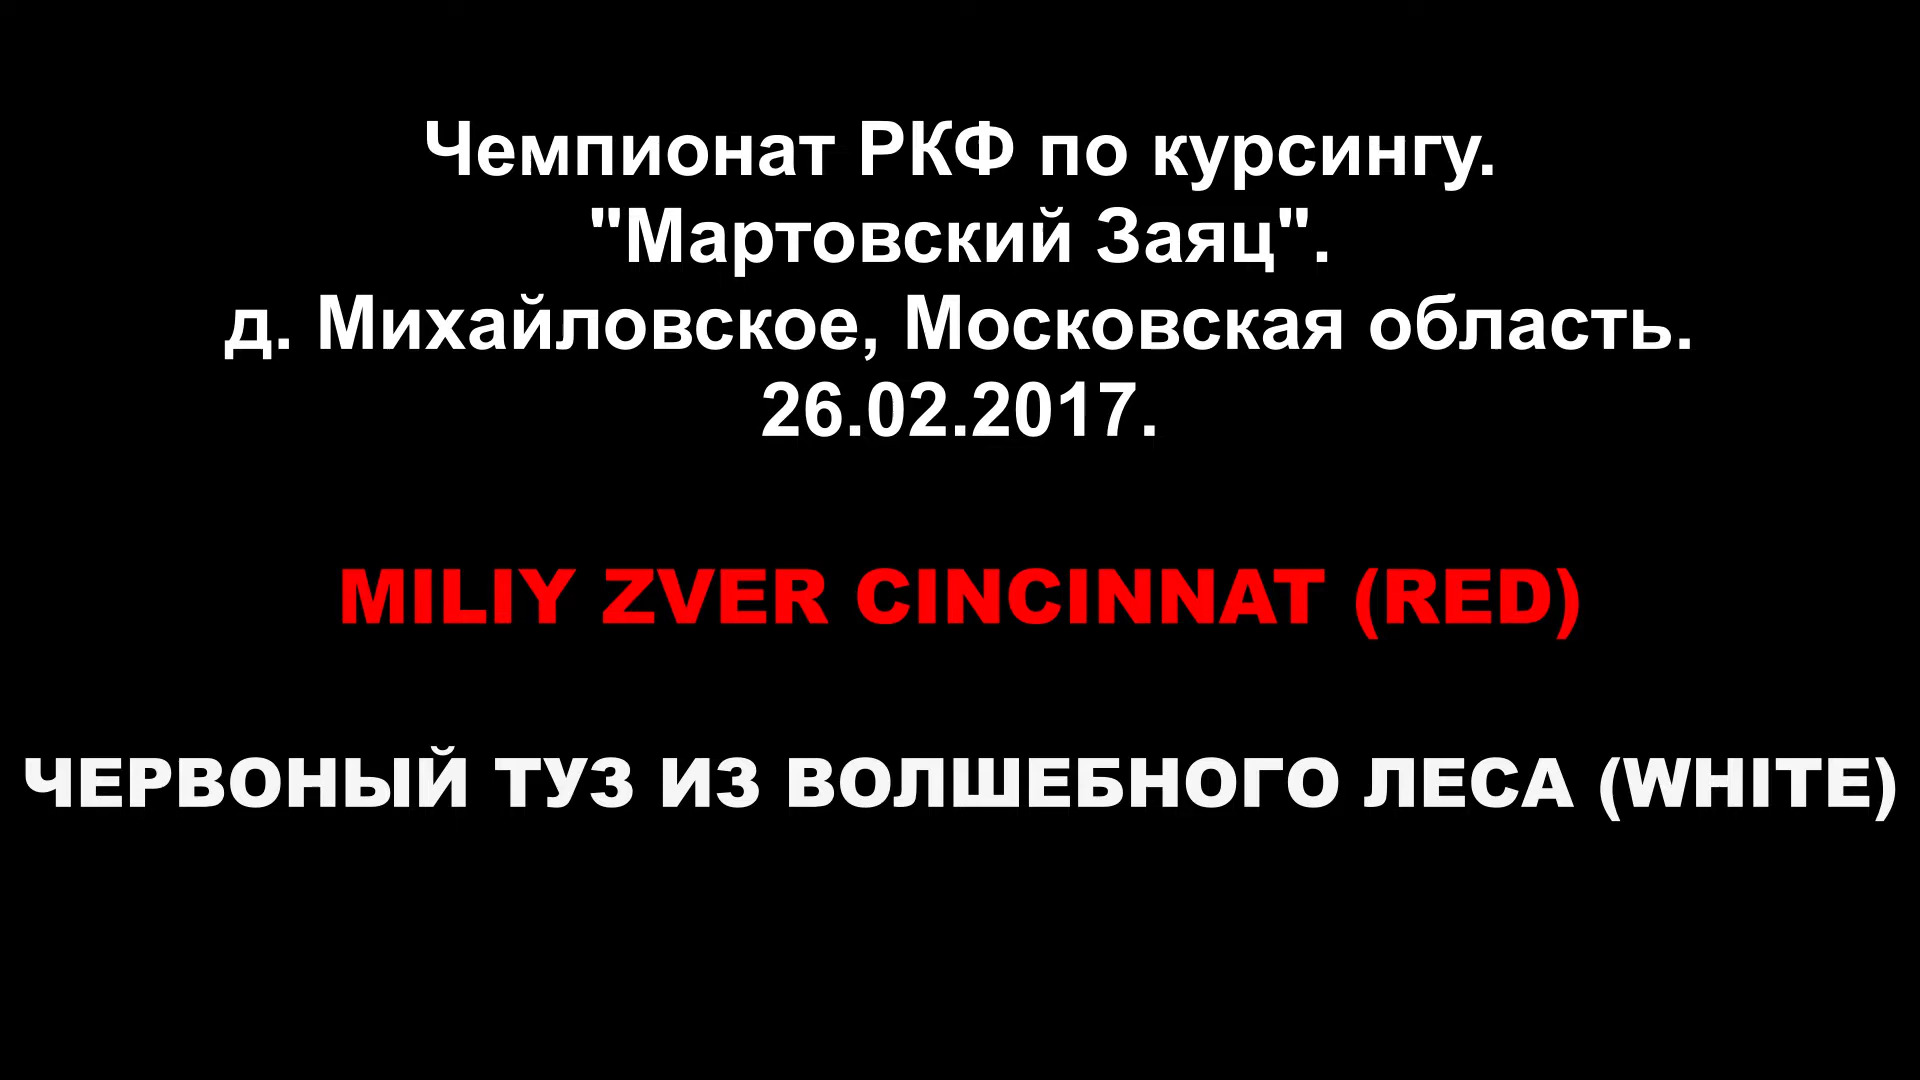 Чемпионат РКФ по курсингу.
"Мартовский Заяц".
д. Михайловское, Московская область.
26.02.2017.
MILIY ZVER CINCINNAT (RED)
ЧЕРВОНЫЙ ТУЗ ИЗ ВОЛШЕБНОГО ЛЕСА (WHITE)